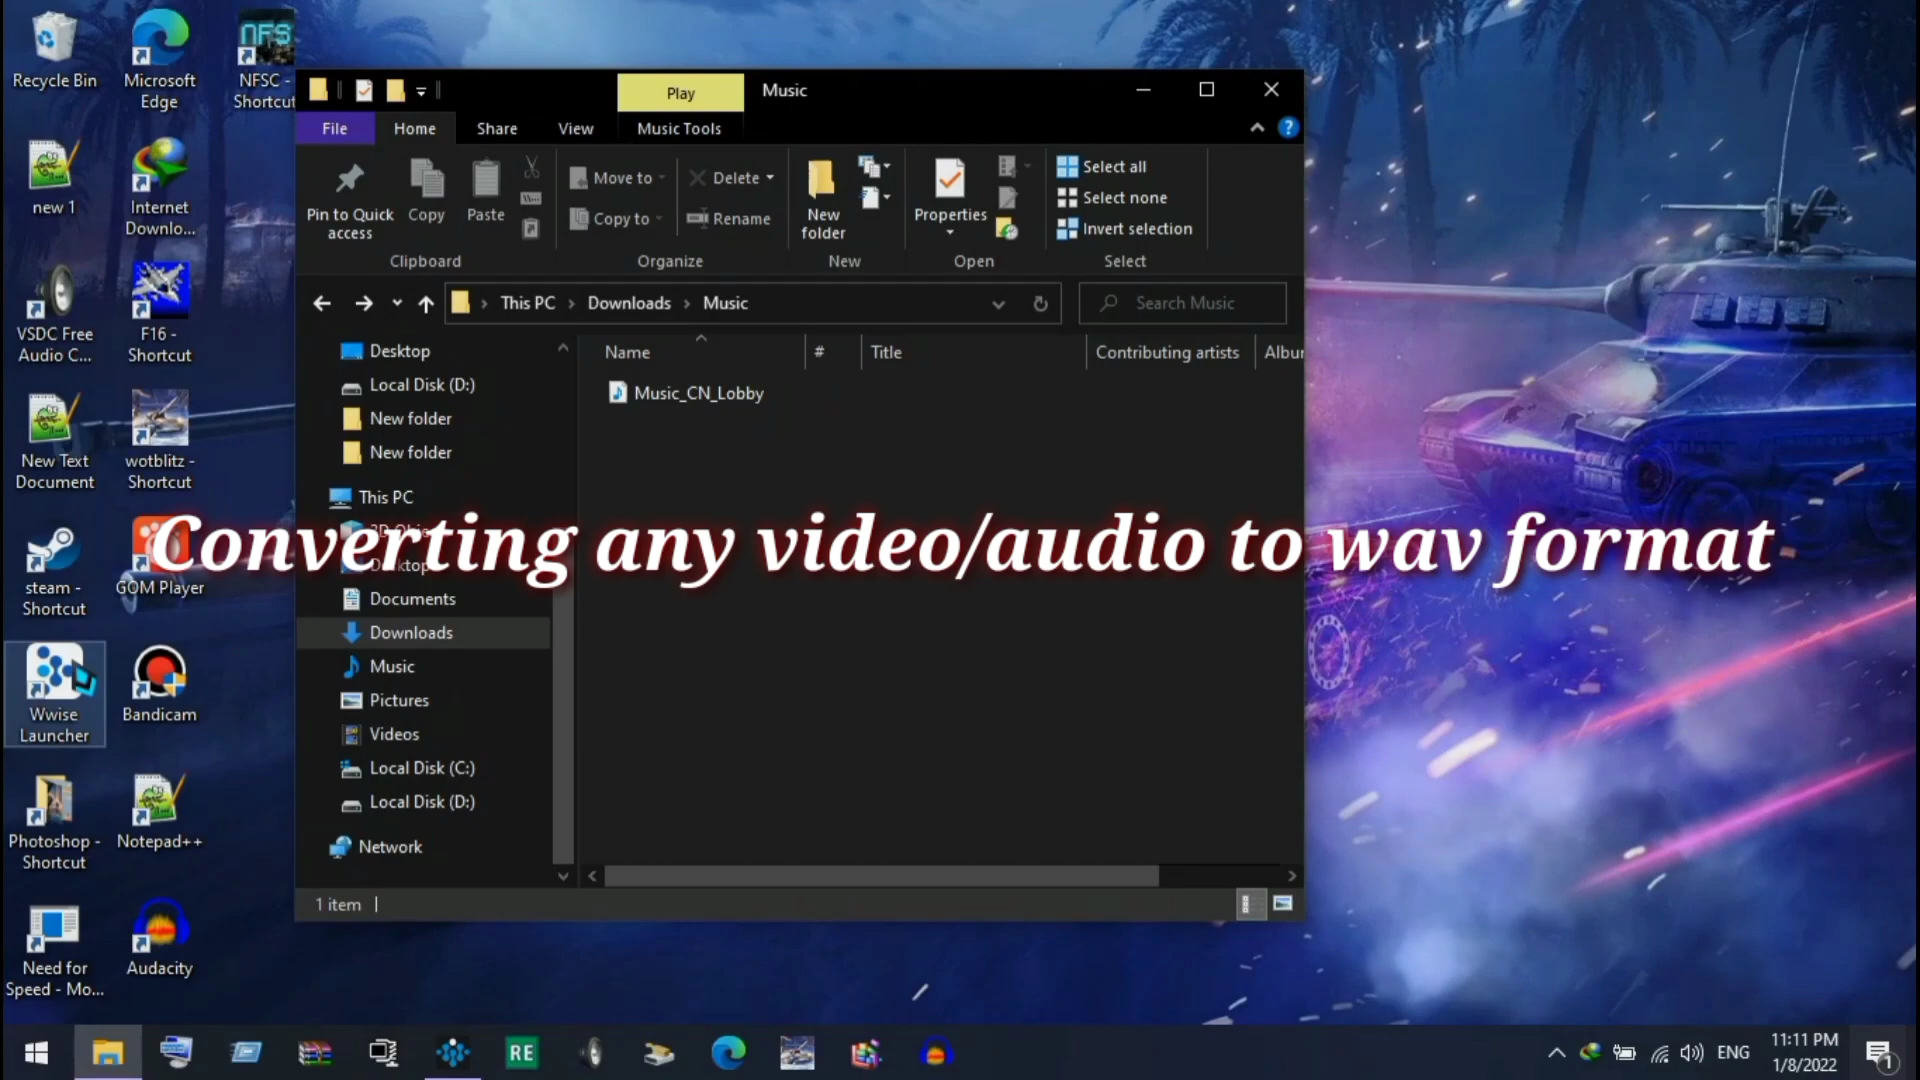 Recycle Bin
Microsoft
Edge
NFS
NFSC -
Shortcut
new 1
Internet
Downlo...
VSDC Free
Audio C...
F16 -
Shortcut
New Text
Document
wotblitz -
Shortcut
steam -
Shortcut
GOM Player
Wwise
Launcher
Bandicam
Photoshop -
Shortcut
Notepad++
Need for
Speed - Mo...
Audacity
Play
Music
File
Home
Share
View
Music Tools
Pin to Quick
access
Copy
Paste
Clipboard
Move to
Copy to
Delete
Rename
Organize
New
folder
New
Properties
Open
Select all
Select none
Invert selection
Select
This PC > Downloads > Music
Search Music
Desktop
Local Disk (D:)
New folder
New folder
This PC
Desktop
Documents
Downloads
Music
Pictures
Videos
Local Disk (C:)
Local Disk (D:)
Network
Name
#
Title
Contributing artists
Albu
Music_CN_Lobby
Converting any video/audio to wav format
1 item
RE
ENG
11:11 PM
1/8/2022
1